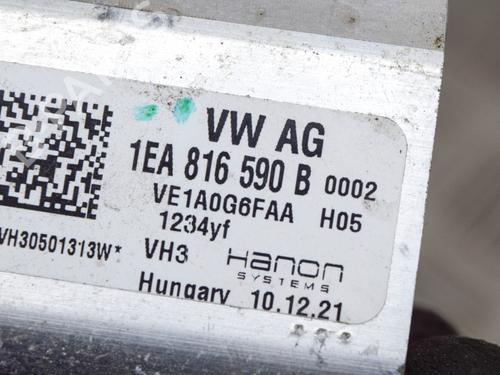 VW AG
1EA 816 590 B 0002
VE1A0G6FAA H05
1234yf
VH30501313W* VH3 Hanon
SYSTEMS
Hungary 10.12.21